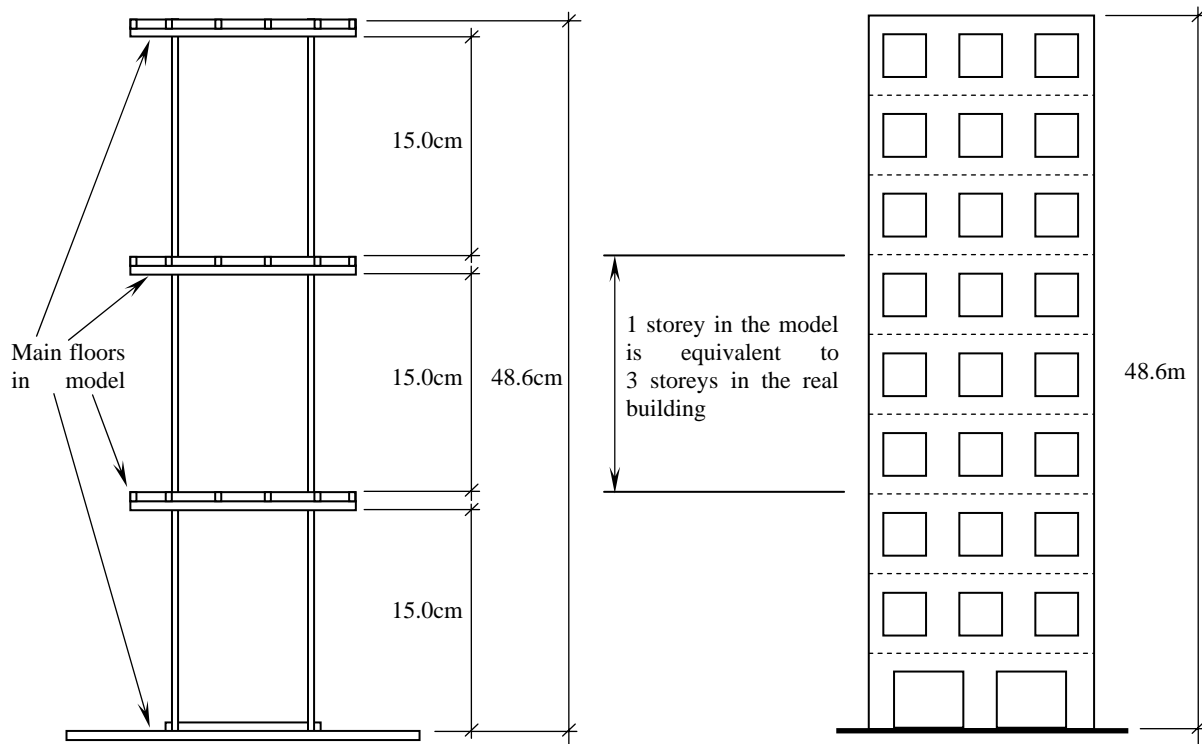 15.0cm
Main floors
in model
15.0cm
48.6cm
15.0cm
1 storey in the model
is equivalent to
3 storeys in the real
building
48.6m